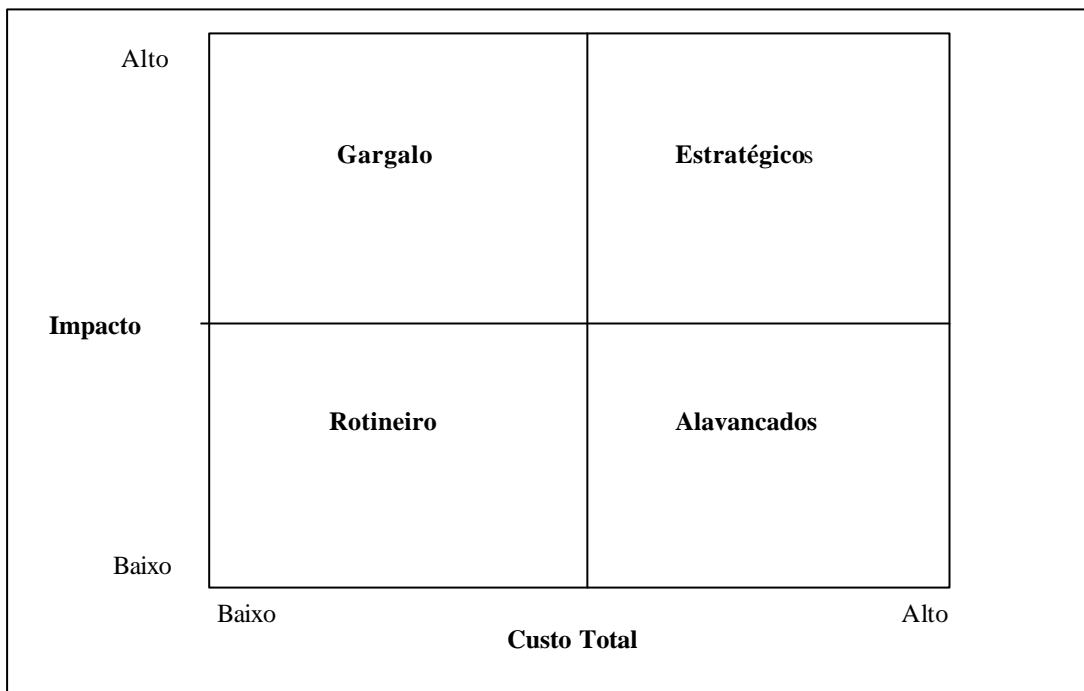 Alto
Gargalo Estratégicos
Impacto
Rotineiro Alavancados
Baixo
Baixo Alto
Custo Total